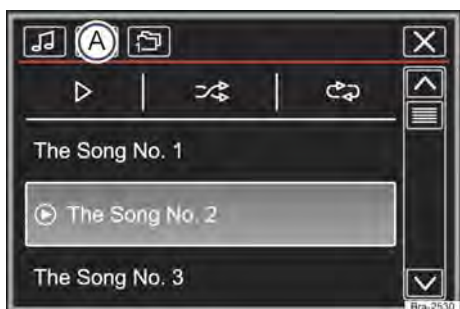 A
The Song No. 1
The Song No. 2
The Song No. 3
Bra-2530